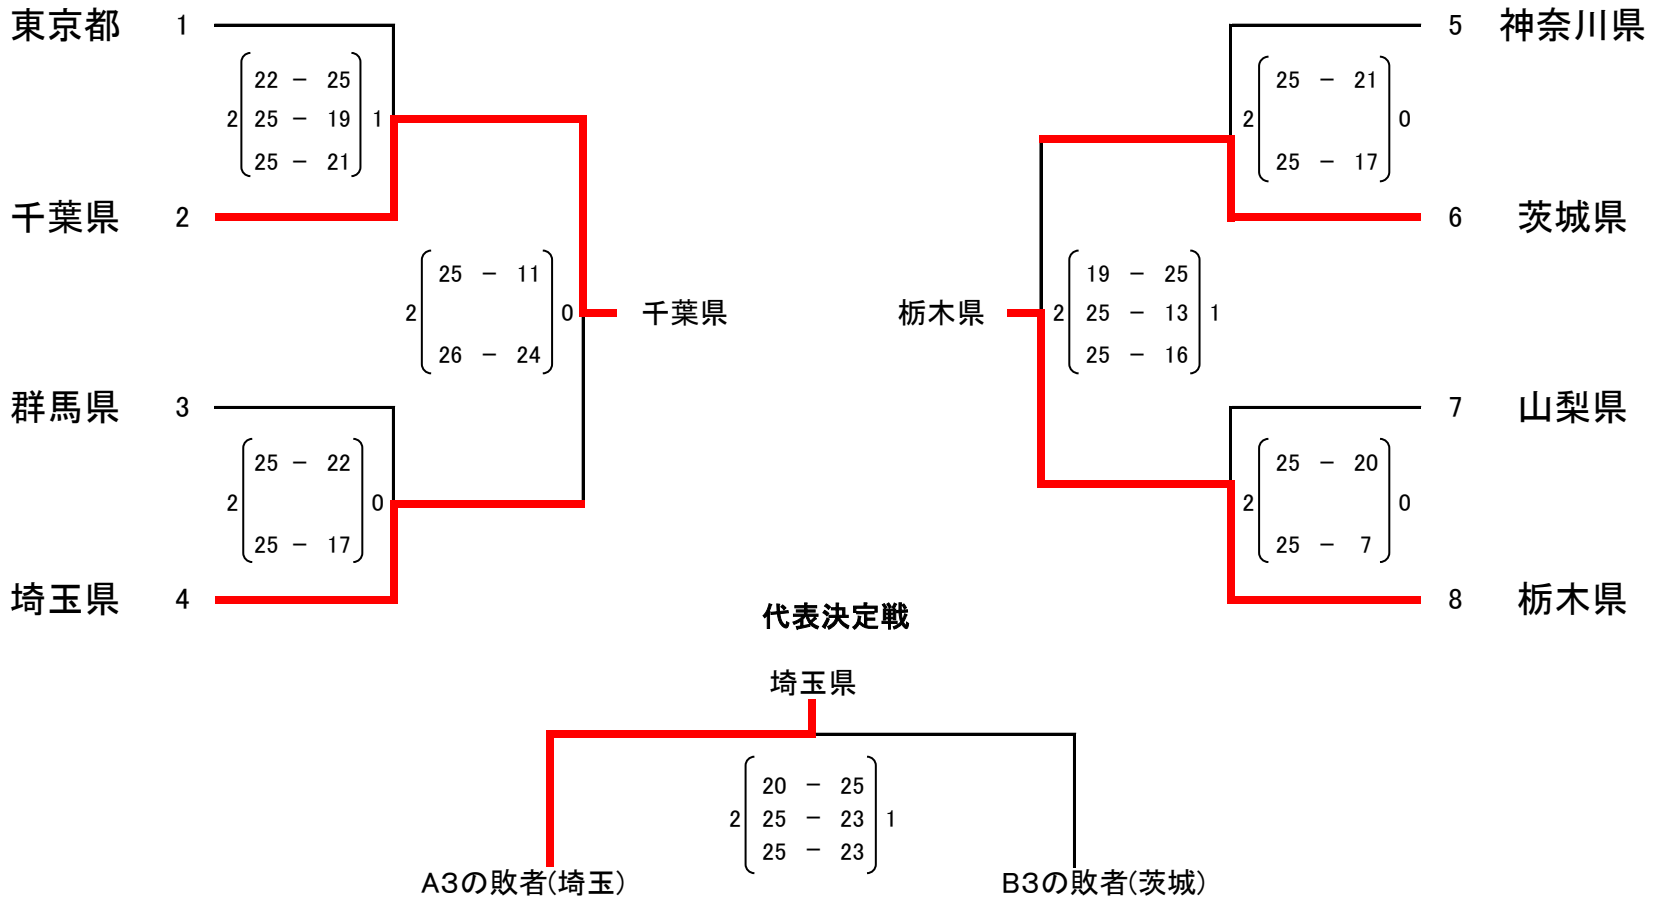 東京都 1
22 − 25
2 25 − 19 1
25 − 21
千葉県 2
25 − 11
2 0 千葉県
26 − 24
群馬県 3
25 − 22
2 0
25 − 17
埼玉県 4
5 神奈川県
25 − 21
2 0
25 − 17
6 茨城県
19 − 25
栃木県 2 25 − 13 1
25 − 16
7 山梨県
25 − 20
2 0
25 − 7
8 栃木県
代表決定戦
埼玉県
20 − 25
2 25 − 23 1
25 − 23
A3の敗者(埼玉)
B3の敗者(茨城)